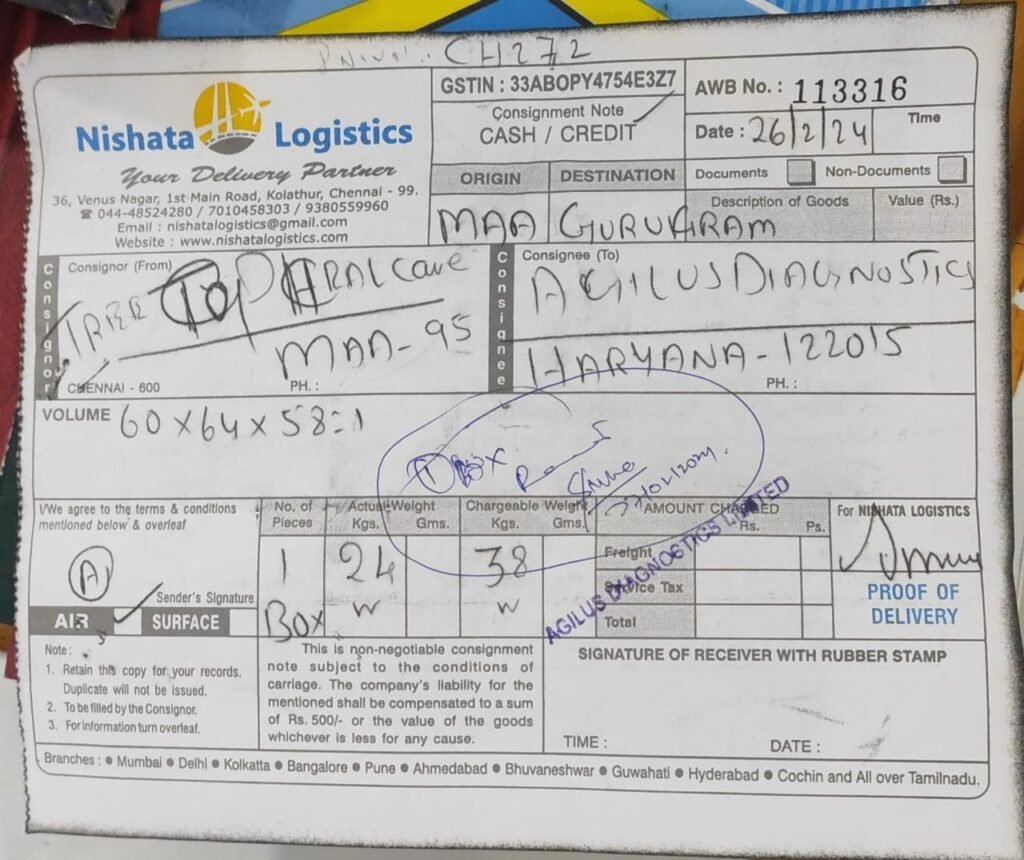 CH272
Nishata Logistics
Your Delivery Partner
36, Venus Nagar, 1st Main Road, Kolathur, Chennai - 99.
☎ 044-48524280 / 7010458303 / 9380559960
Email : nishatalogistics@gmail.com
Website : www.nishatalogistics.com
GSTIN : 33ABOPY4754E3Z7
Consignment Note
CASH / CREDIT
AWB No. : 113316
Date : 26/2/24 Time
ORIGIN DESTINATION
Documents Non-Documents
MAA GURUGRAM
Description of Goods Value (Rs.)
Consignor
Consignor (From)
Care
MAA-95
CHENNAI - 600 PH. :
Consignee
Consignee (To)
AGILUS DIAGNOSTICS
HARYANA-122015
PH. :
VOLUME 60 X 64 X 58 = 1
1 Box
I/We agree to the terms & conditions
mentioned below & overleaf
A
Sender's Signature
AIR SURFACE
No. of Pieces Actual Weight Chargeable Weight AMOUNT CHARGED
Kgs. Gms. Kgs. Gms. Rs. Ps.
1 24 38
Box
Freight
Service Tax
Total
AGILUS DIAGNOSTICS LIMITED
For NISHATA LOGISTICS
PROOF OF
DELIVERY
Note :
1. Retain this copy for your records.
Duplicate will not be issued.
2. To be filled by the Consignor.
3. For information turn overleaf.
This is non-negotiable consignment
note subject to the conditions of
carriage. The company's liability for the
mentioned shall be compensated to a sum
of Rs. 500/- or the value of the goods
whichever is less for any cause.
SIGNATURE OF RECEIVER WITH RUBBER STAMP
TIME : DATE :
Branches : ● Mumbai ● Delhi ● Kolkatta ● Bangalore ● Pune ● Ahmedabad ● Bhuvaneshwar ● Guwahati ● Hyderabad ● Cochin and All over Tamilnadu.